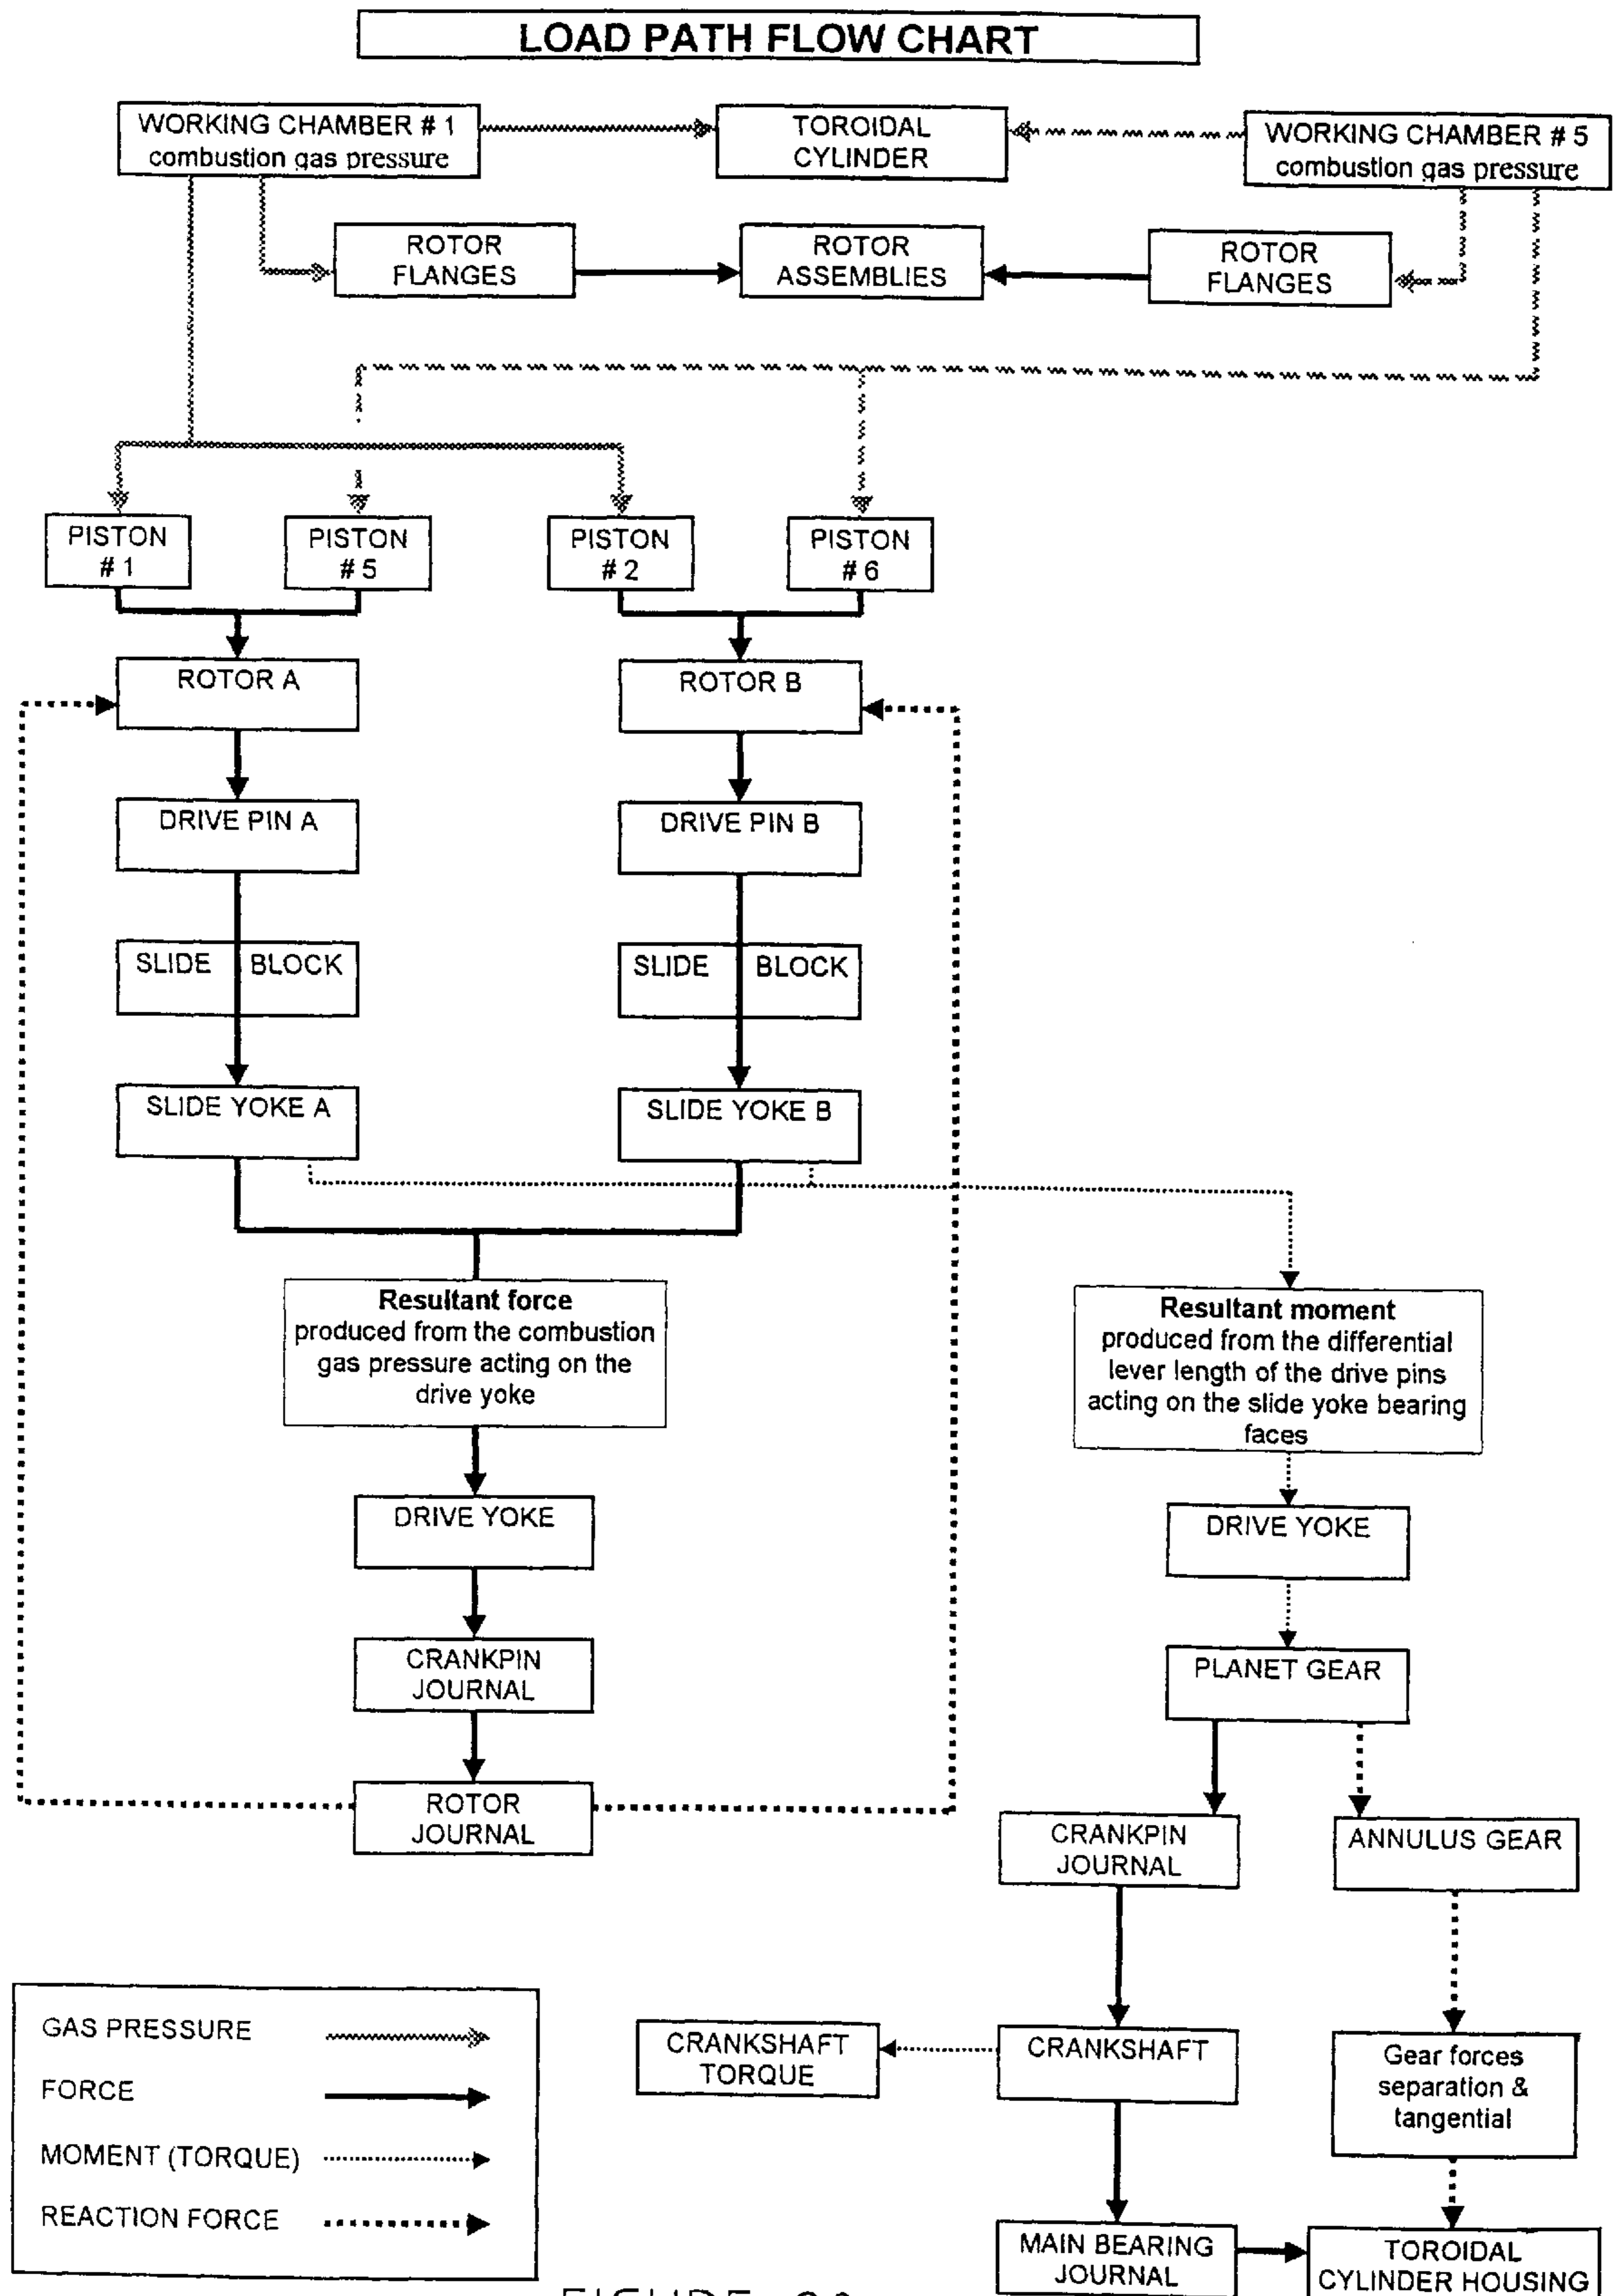 LOAD PATH FLOW CHART
WORKING CHAMBER # 1
combustion gas pressure
TOROIDAL
CYLINDER
WORKING CHAMBER # 5
combustion gas pressure
ROTOR
FLANGES
ROTOR
ASSEMBLIES
ROTOR
FLANGES
PISTON
# 1
PISTON
# 5
PISTON
# 2
PISTON
# 6
ROTOR A
ROTOR B
DRIVE PIN A
DRIVE PIN B
SLIDE BLOCK
SLIDE BLOCK
SLIDE YOKE A
SLIDE YOKE B
Resultant force
produced from the combustion
gas pressure acting on the
drive yoke
Resultant moment
produced from the differential
lever length of the drive pins
acting on the slide yoke bearing
faces
DRIVE YOKE
DRIVE YOKE
CRANKPIN
JOURNAL
PLANET GEAR
ROTOR
JOURNAL
CRANKPIN
JOURNAL
ANNULUS GEAR
GAS PRESSURE
FORCE
MOMENT (TORQUE)
REACTION FORCE
CRANKSHAFT
TORQUE
CRANKSHAFT
Gear forces
separation &
tangential
MAIN BEARING
JOURNAL
TOROIDAL
CYLINDER HOUSING
FIGURE